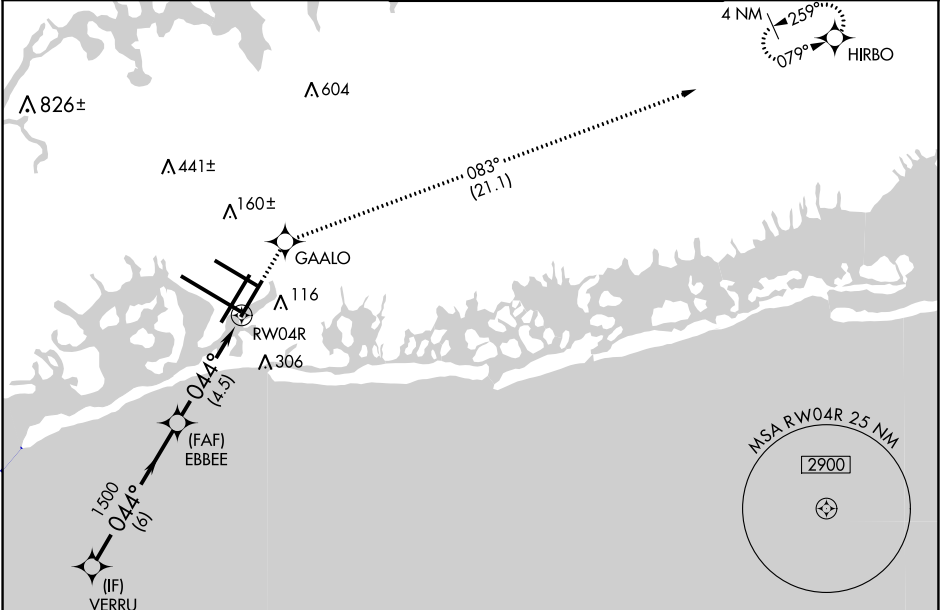 4 NM
259°
079°
HIRBO
604
826±
441±
083°
(21.1)
160±
GAALO
116
RW04R
306
044°
(4.5)
(FAF)
EBBEE
MSA RW04R 25 NM
2900
1500
044°
(6)
(IF)
VERRU